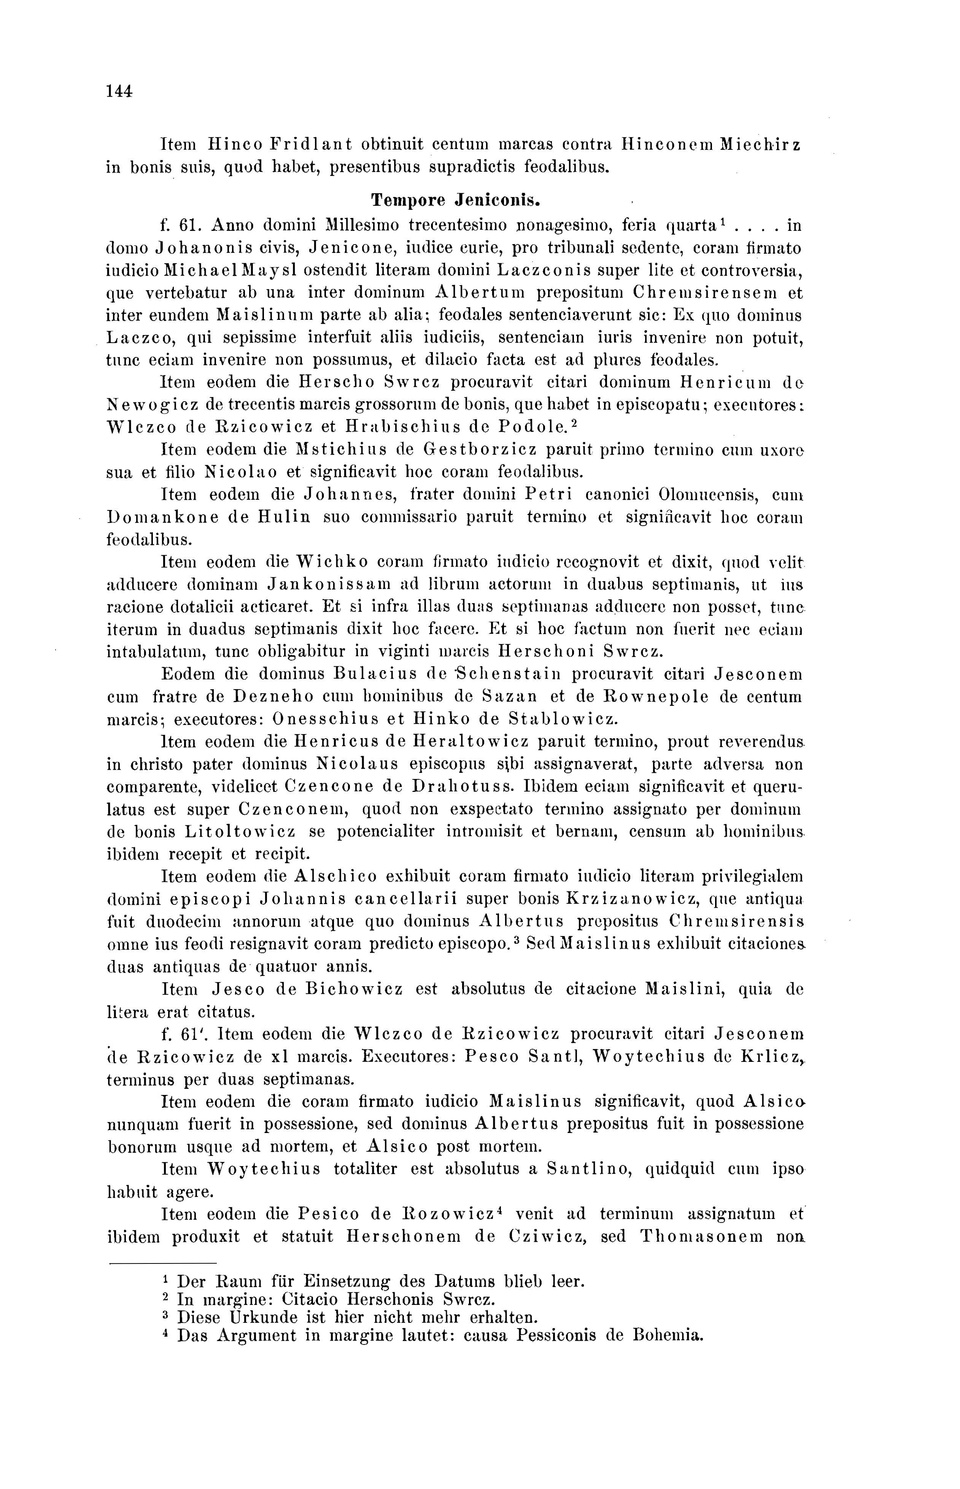 144
Item Hinco Fridlant obtinuit centum marcas contra Hinconem Miechirz
in bonis suis, quod habet, presentibus supradictis feodalibus.
Tempore Jeniconis.
f. 61. Anno domini Millesimo trecentesimo nonagesimo, feria quarta¹ . . . . in
domo Johanonis civis, Jenicone, iudice curie, pro tribunali sedente, coram firmato
iudicio Michael Maysl ostendit literam domini Laczconis super lite et controversia,
que vertebatur ab una inter dominum Albertum prepositum Chremsirensem et
inter eundem Maislinum parte ab alia; feodales sentenciaverunt sic: Ex quo dominus
Laczco, qui sepissime interfuit aliis iudiciis, sentenciam iuris invenire non potuit,
tunc eciam invenire non possumus, et dilacio facta est ad plures feodales.
Item eodem die Herscho Swrcz procuravit citari dominum Henricum de
Newogicz de trecentis marcis grossorum de bonis, que habet in episcopatu; executores:
Wlczco de Rzicowicz et Hrabischius de Podole.²
Item eodem die Mstichius de Gestborzicz paruit primo termino cum uxore
sua et filio Nicolao et significavit hoc coram feodalibus.
Item eodem die Johannes, frater domini Petri canonici Olomucensis, cum
Domankone de Hulin suo commissario paruit termino et significavit hoc coram
feodalibus.
Item eodem die Wichko coram firmato iudicio recognovit et dixit, quod velit
adducere dominam Jankonissam ad librum actorum in duabus septimanis, ut ius
racione dotalicii acticaret. Et si infra illas duas septimanas adducere non posset, tunc
iterum in duadus septimanis dixit hoc facere. Et si hoc factum non fuerit nec eciam
intabulatum, tunc obligabitur in viginti marcis Herschoni Swrcz.
Eodem die dominus Bulacius de Schenstain procuravit citari Jesconem
cum fratre de Dezneho cum hominibus de Sazan et de Rownepole de centum
marcis; executores: Onesschius et Hinko de Stablowicz.
Item eodem die Henricus de Heraltowicz paruit termino, prout reverendus
in christo pater dominus Nicolaus episcopus sibi assignaverat, parte adversa non
comparente, videlicet Czencone de Drahotuss. Ibidem eciam significavit et queru-
latus est super Czenconem, quod non exspectato termino assignato per dominum
de bonis Litoltowicz se potencialiter intromisit et bernam, censum ab hominibus
ibidem recepit et recipit.
Item eodem die Alschico exhibuit coram firmato iudicio literam privilegialem
domini episcopi Johannis cancellarii super bonis Krzizanowicz, que antiqua
fuit duodecim annorum atque quo dominus Albertus prepositus Chremsirensis
omne ius feodi resignavit coram predicto episcopo.³ Sed Maislinus exhibuit citaciones
duas antiquas de quatuor annis.
Item Jesco de Bichowicz est absolutus de citacione Maislini, quia de
litera erat citatus.
f. 61'. Item eodem die Wlczco de Rzicowicz procuravit citari Jesconem
de Rzicowicz de xl marcis. Executores: Pesco Santl, Woytechius de Krlicz,
terminus per duas septimanas.
Item eodem die coram firmato iudicio Maislinus significavit, quod Alsico
nunquam fuerit in possessione, sed dominus Albertus prepositus fuit in possessione
bonorum usque ad mortem, et Alsico post mortem.
Item Woytechius totaliter est absolutus a Santlino, quidquid cum ipso
habuit agere.
Item eodem die Pesico de Rozowicz⁴ venit ad terminum assignatum et
ibidem produxit et statuit Herschonem de Cziwicz, sed Thomasonem non
¹ Der Raum für Einsetzung des Datums blieb leer.
² In margine: Citacio Herschonis Swrcz.
³ Diese Urkunde ist hier nicht mehr erhalten.
⁴ Das Argument in margine lautet: causa Pessiconis de Bohemia.